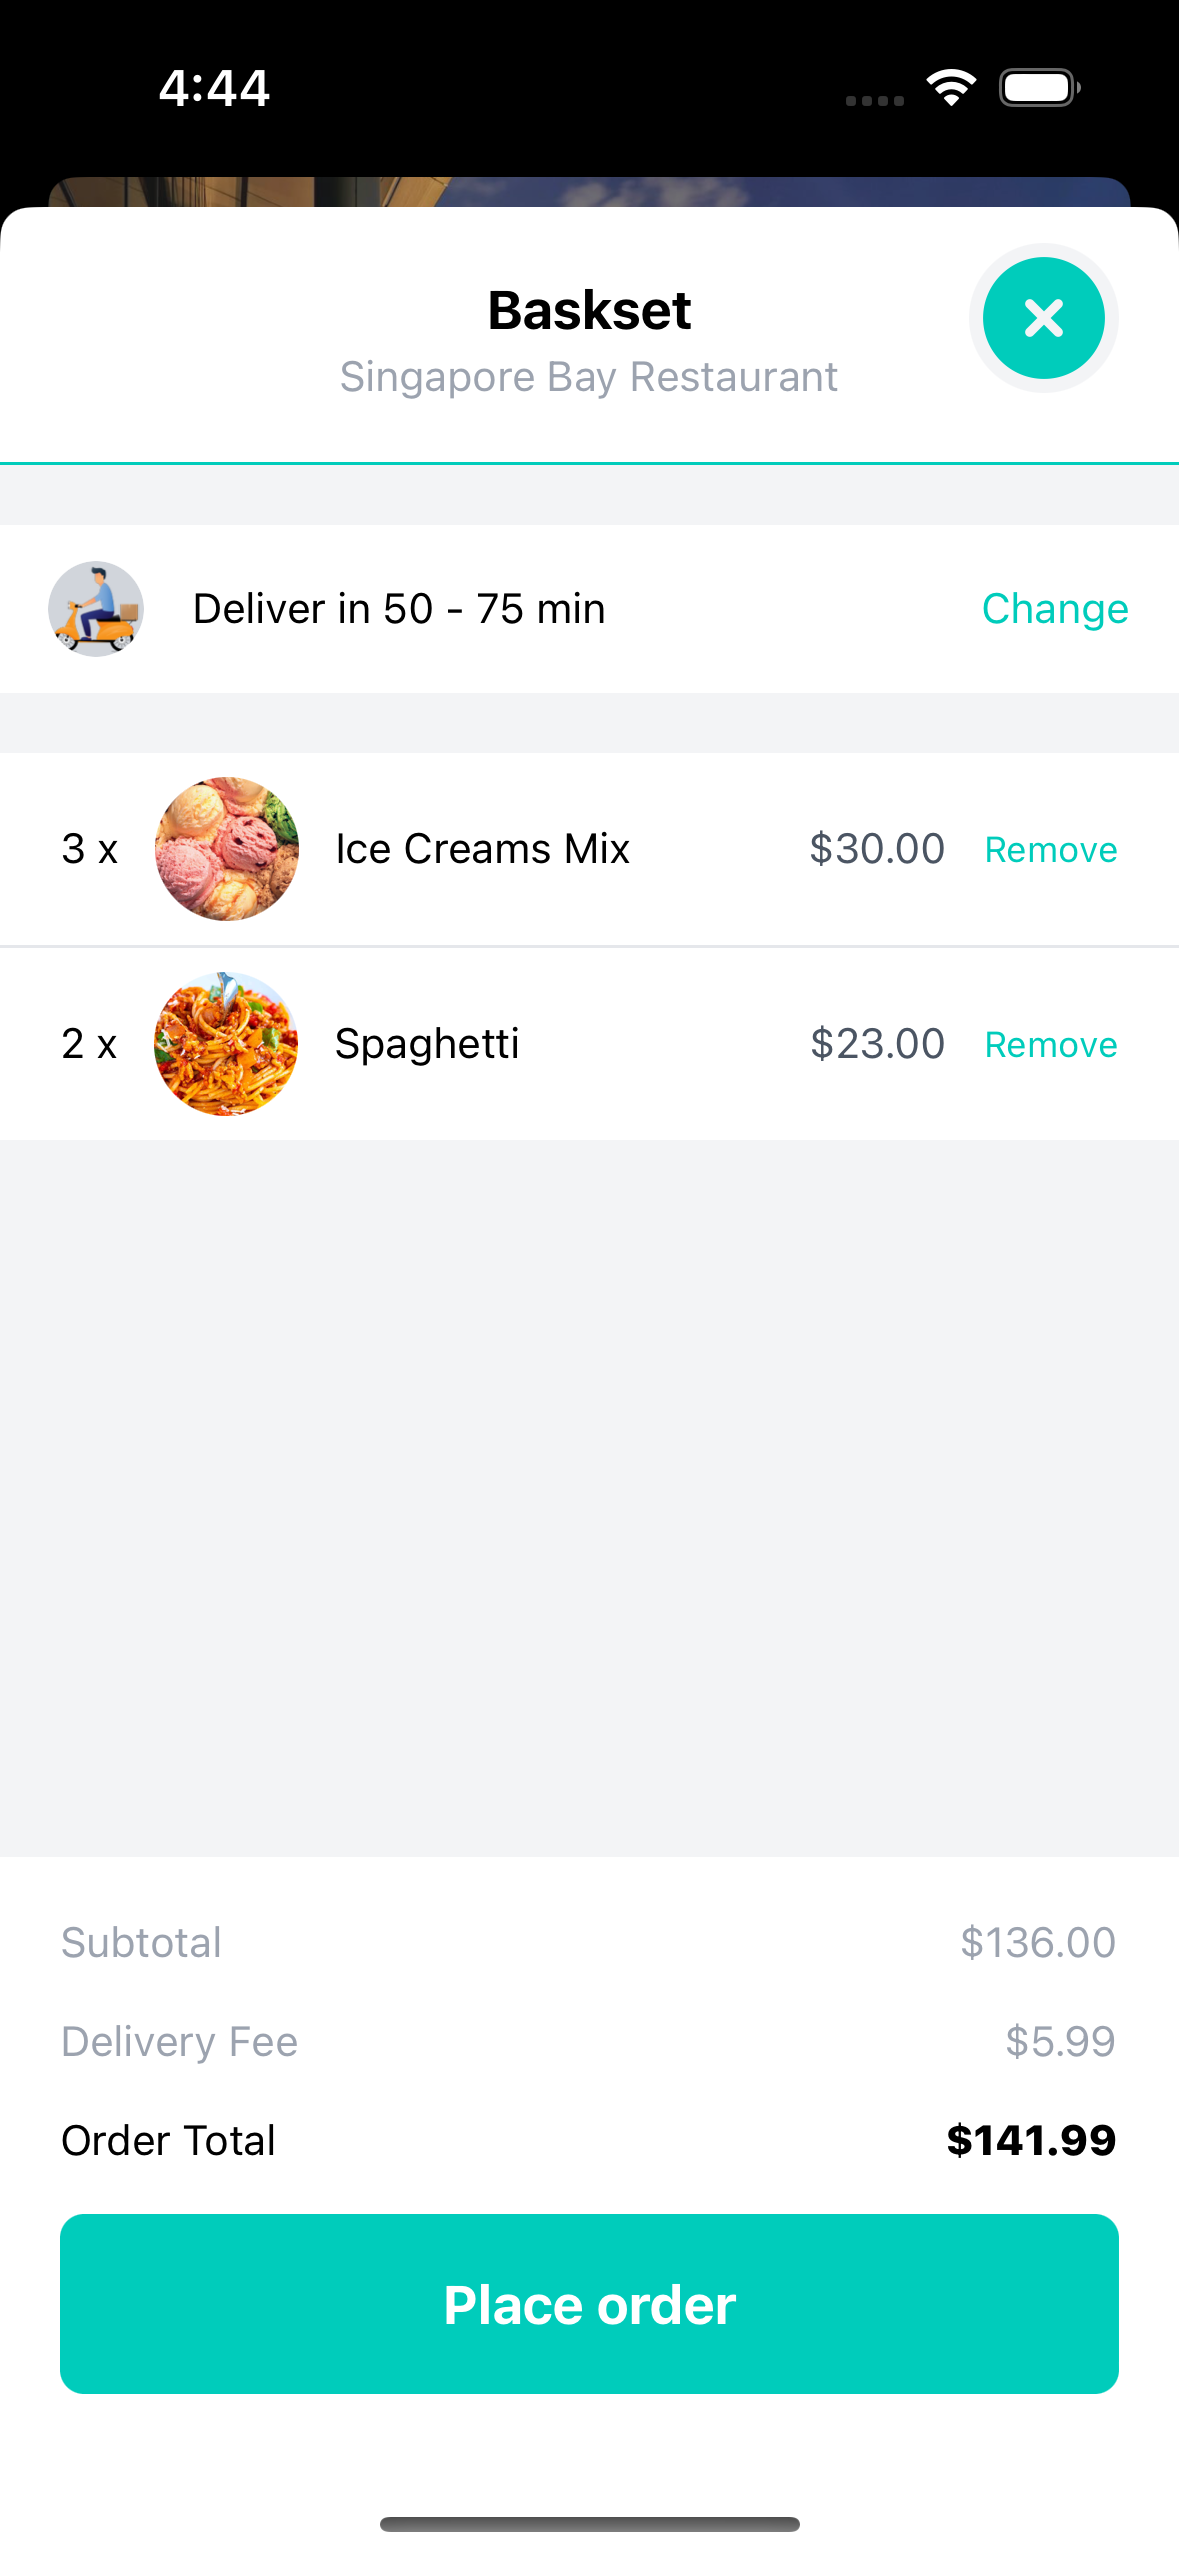 4:44
Baskset
Singapore Bay Restaurant
Deliver in 50 - 75 min Change
3 x Ice Creams Mix $30.00 Remove
2 x Spaghetti $23.00 Remove
Subtotal $136.00
Delivery Fee $5.99
Order Total $141.99
Place order